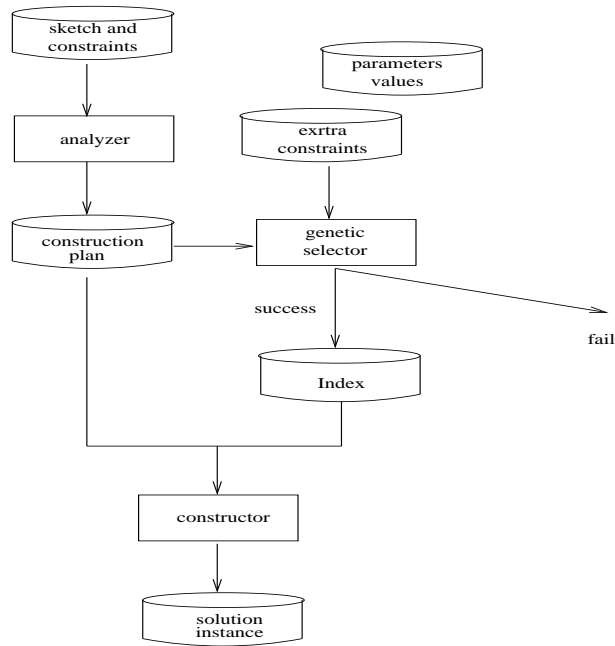 sketch and
constraints
parameters
values
analyzer
exrtra
constraints
construction
plan
genetic
selector
success
fail
Index
constructor
solution
instance